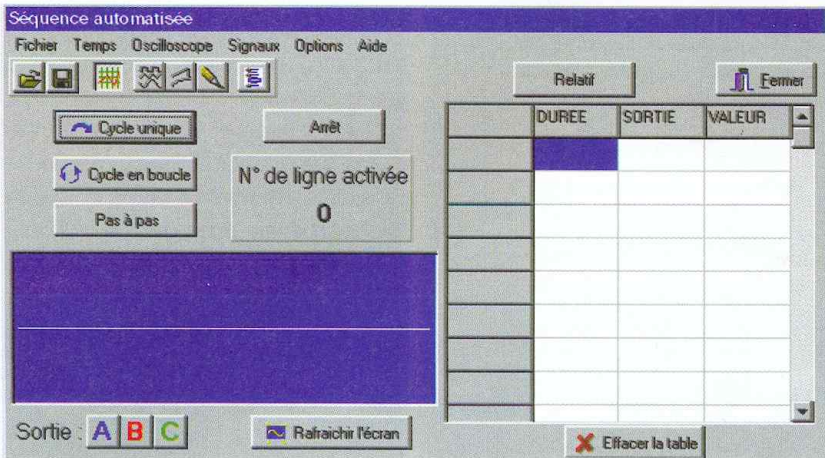 Séquence automatisée
Fichier Temps Oscilloscope Signaux Options Aide
Relatif
Fermer
Cycle unique
Arrêt
DUREE SORTIE VALEUR
Cycle en boucle
N° de ligne activée
0
Pas à pas
Sortie : A B C
Rafraichir l'écran
Effacer la table